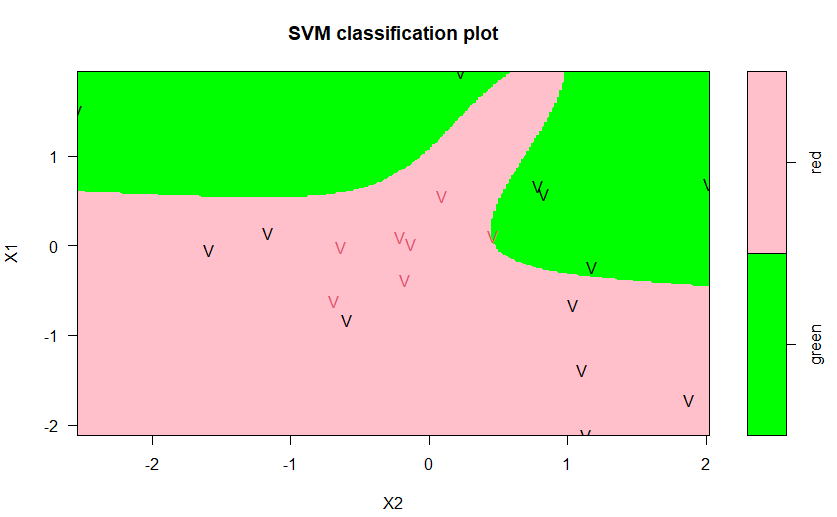 SVM classification plot
V
V
V V V
V
V V
V V V V V
V
V
V
V
V
V
V
V
1
0
-1
-2
X1
-2 -1 0 1 2
X2
red
green